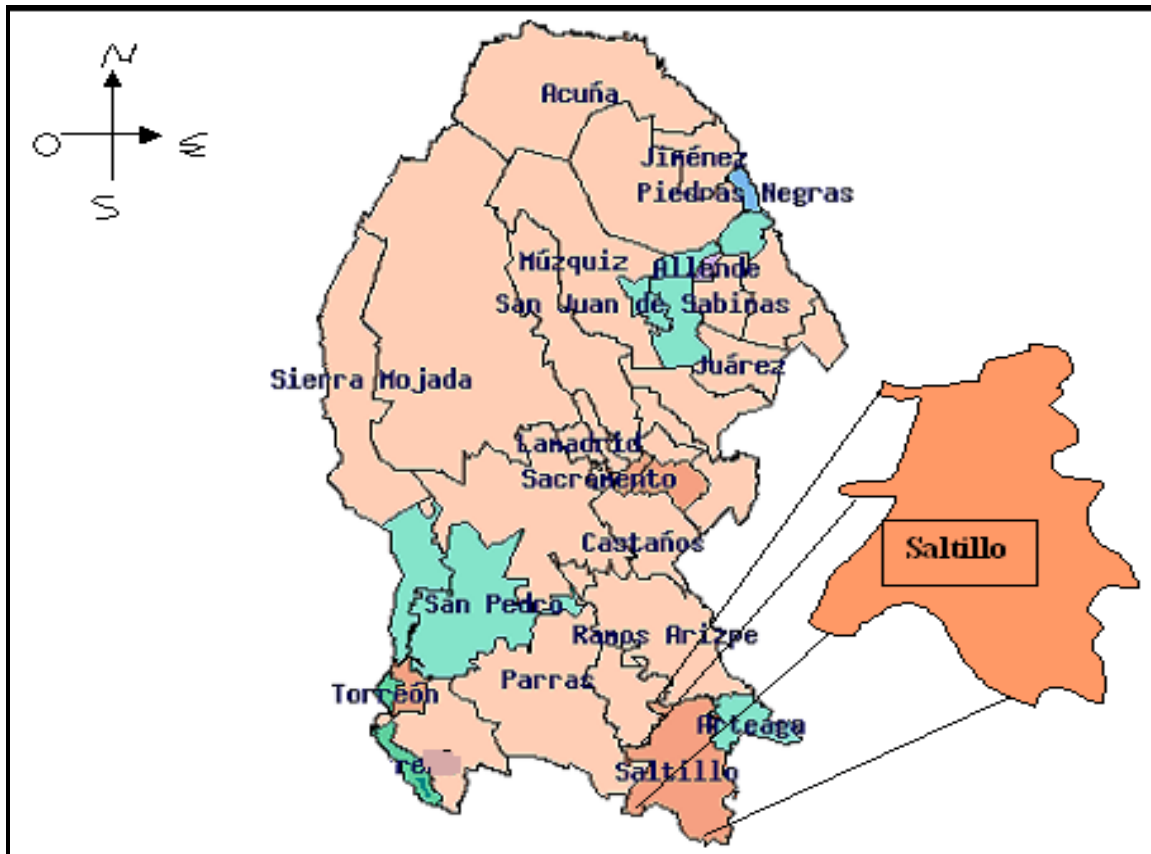 N
O
E
S
Acuña
Jiménez
Piedras Negras
Múzquiz
Allende
San Juan de Sabinas
Juárez
Sierra Mojada
Lamadrid
Sacramento
Castaños
Saltillo
San Pedro
Ramos Arizpe
Parras
Torreón
Arteaga
Saltillo